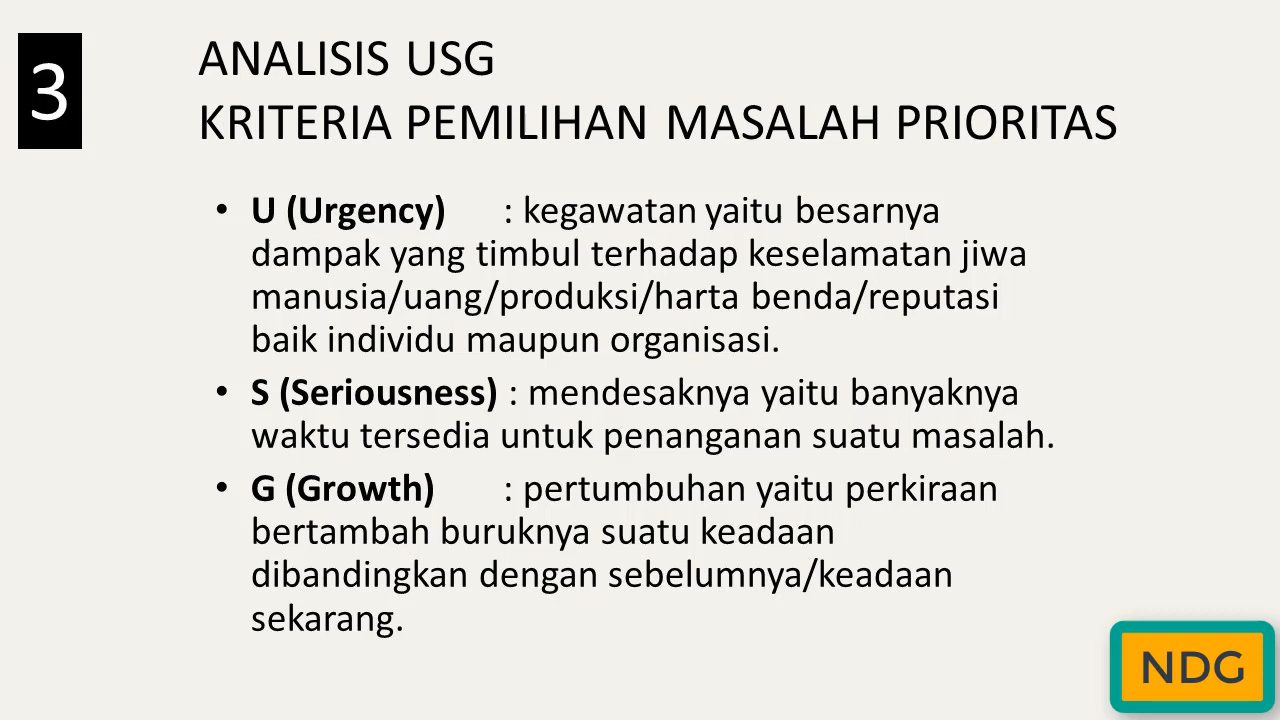 3
ANALISIS USG
KRITERIA PEMILIHAN MASALAH PRIORITAS
• U (Urgency) : kegawatan yaitu besarnya
dampak yang timbul terhadap keselamatan jiwa
manusia/uang/produksi/harta benda/reputasi
baik individu maupun organisasi.
• S (Seriousness) : mendesaknya yaitu banyaknya
waktu tersedia untuk penanganan suatu masalah.
• G (Growth) : pertumbuhan yaitu perkiraan
bertambah buruknya suatu keadaan
dibandingkan dengan sebelumnya/keadaan
sekarang.
NDG